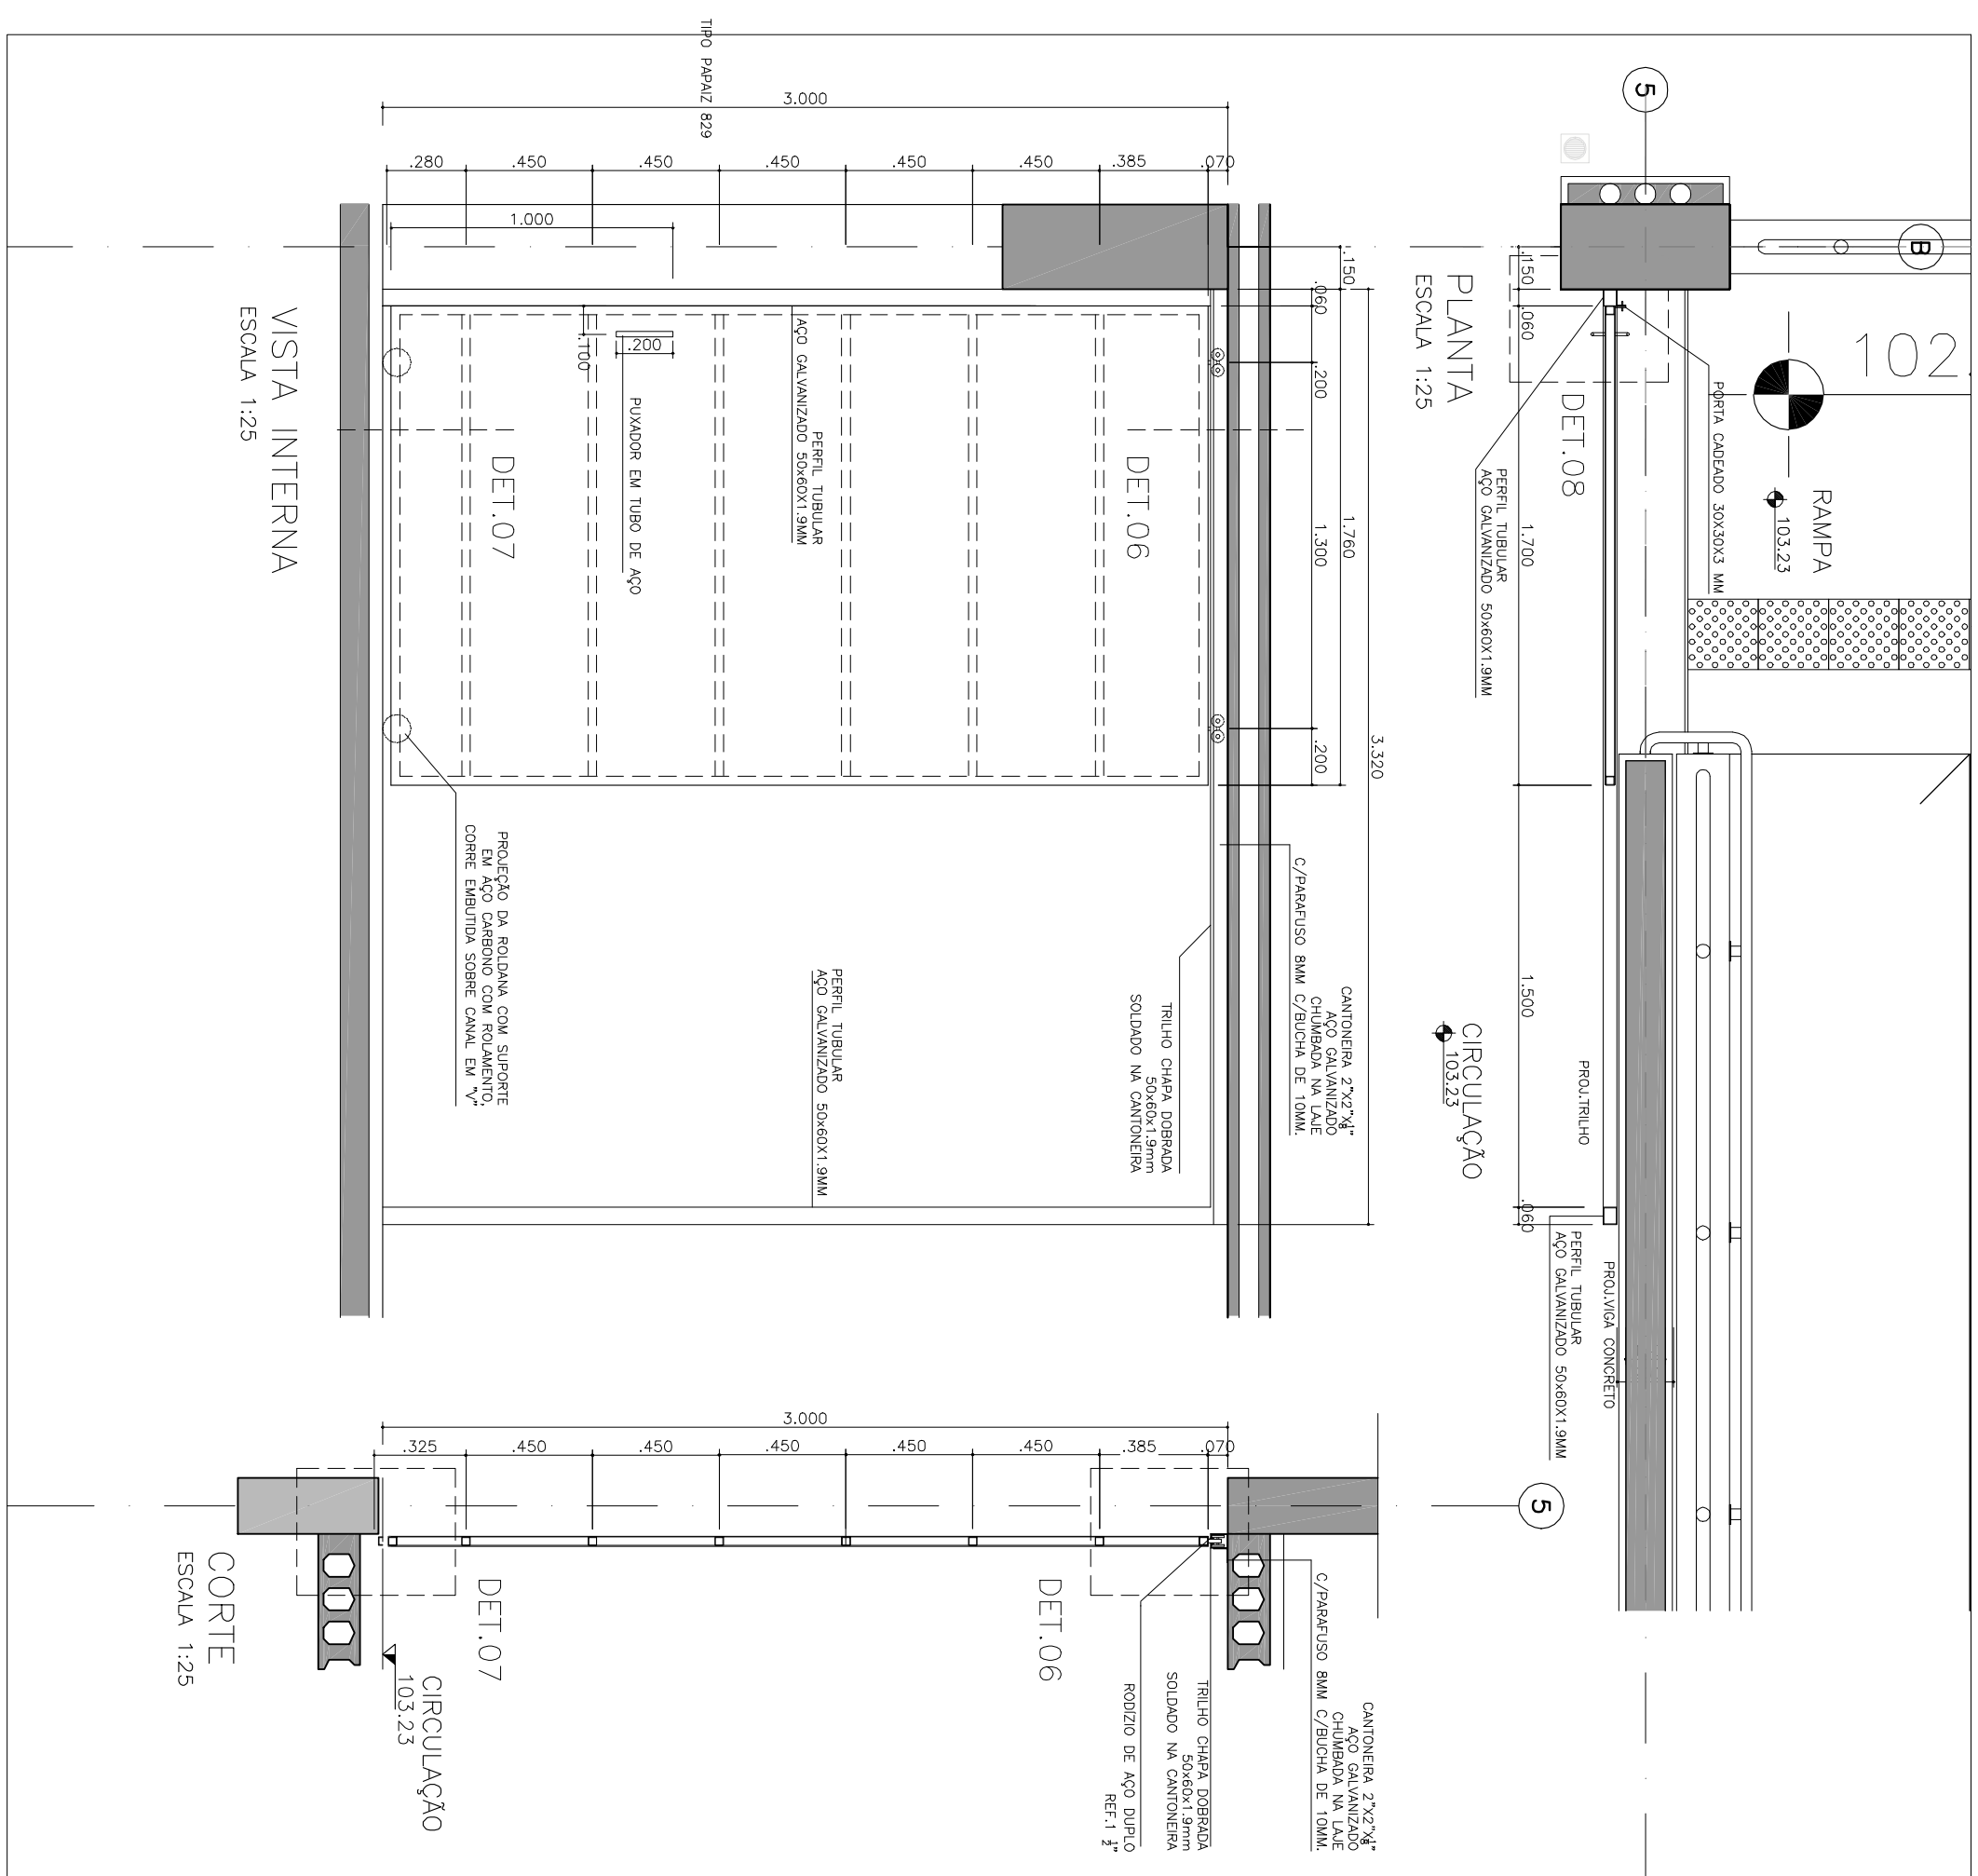 5
B
102.
.150
.060
1.700
1.500
.060
PORTA CADEADO 30X30X3 MM
RAMPA
103.23
DET.08
PERFIL TUBULAR
AÇO GALVANIZADO 50x60X1.9MM
PLANTA
ESCALA 1:25
CIRCULAÇÃO
103.23
PROJ.TRILHO
PROJ.VIGA CONCRETO
PERFIL TUBULAR
AÇO GALVANIZADO 50x60X1.9MM
5
TIPO PAPAIZ 829
3.000
.280
.450
.450
.450
.450
.450
.385
.070
1.000
.150
.060
.200
1.300
.200
1.760
3.320
.100
.200
CANTONEIRA 2"X2"X1/8"
AÇO GALVANIZADO
CHUMBADA NA LAJE
C/PARAFUSO 8MM C/BUCHA DE 10MM.
TRILHO CHAPA DOBRADA
50x60x1.9mm
SOLDADO NA CANTONEIRA
DET.06
PERFIL TUBULAR
AÇO GALVANIZADO 50x60X1.9MM
PERFIL TUBULAR
AÇO GALVANIZADO 50x60X1.9MM
PUXADOR EM TUBO DE AÇO
DET.07
PROJEÇÃO DA ROLDANA COM SUPORTE
EM AÇO CARBONO COM ROLAMENTO,
CORRE EMBUTIDA SOBRE CANAL EM "V"
VISTA INTERNA
ESCALA 1:25
3.000
.325
.450
.450
.450
.450
.450
.385
.070
CANTONEIRA 2"X2"X1/8"
AÇO GALVANIZADO
CHUMBADA NA LAJE
C/PARAFUSO 8MM C/BUCHA DE 10MM.
TRILHO CHAPA DOBRADA
50x60x1.9mm
SOLDADO NA CANTONEIRA
RODIZIO DE AÇO DUPLO
REF.1 1/2"
DET.06
DET.07
CIRCULAÇÃO
103.23
CORTE
ESCALA 1:25